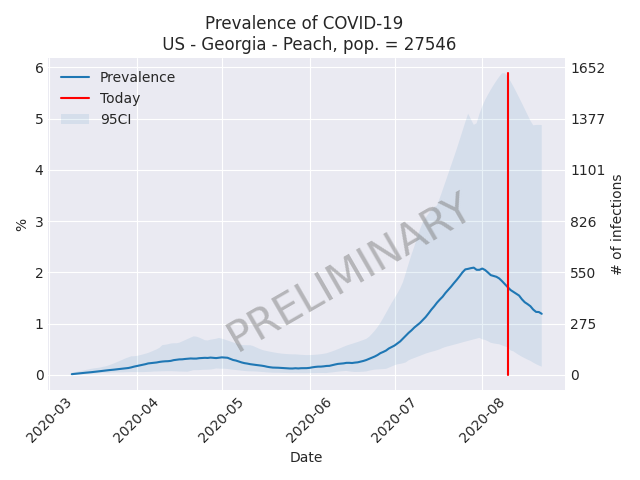 Prevalence of COVID-19
US - Georgia - Peach, pop. = 27546
Prevalence
Today
95CI
6
5
4
3
2
1
0
%
1652
1377
1101
826
550
275
0
# of infections
PRELIMINARY
2020-03
2020-04
2020-05
2020-06
2020-07
2020-08
Date